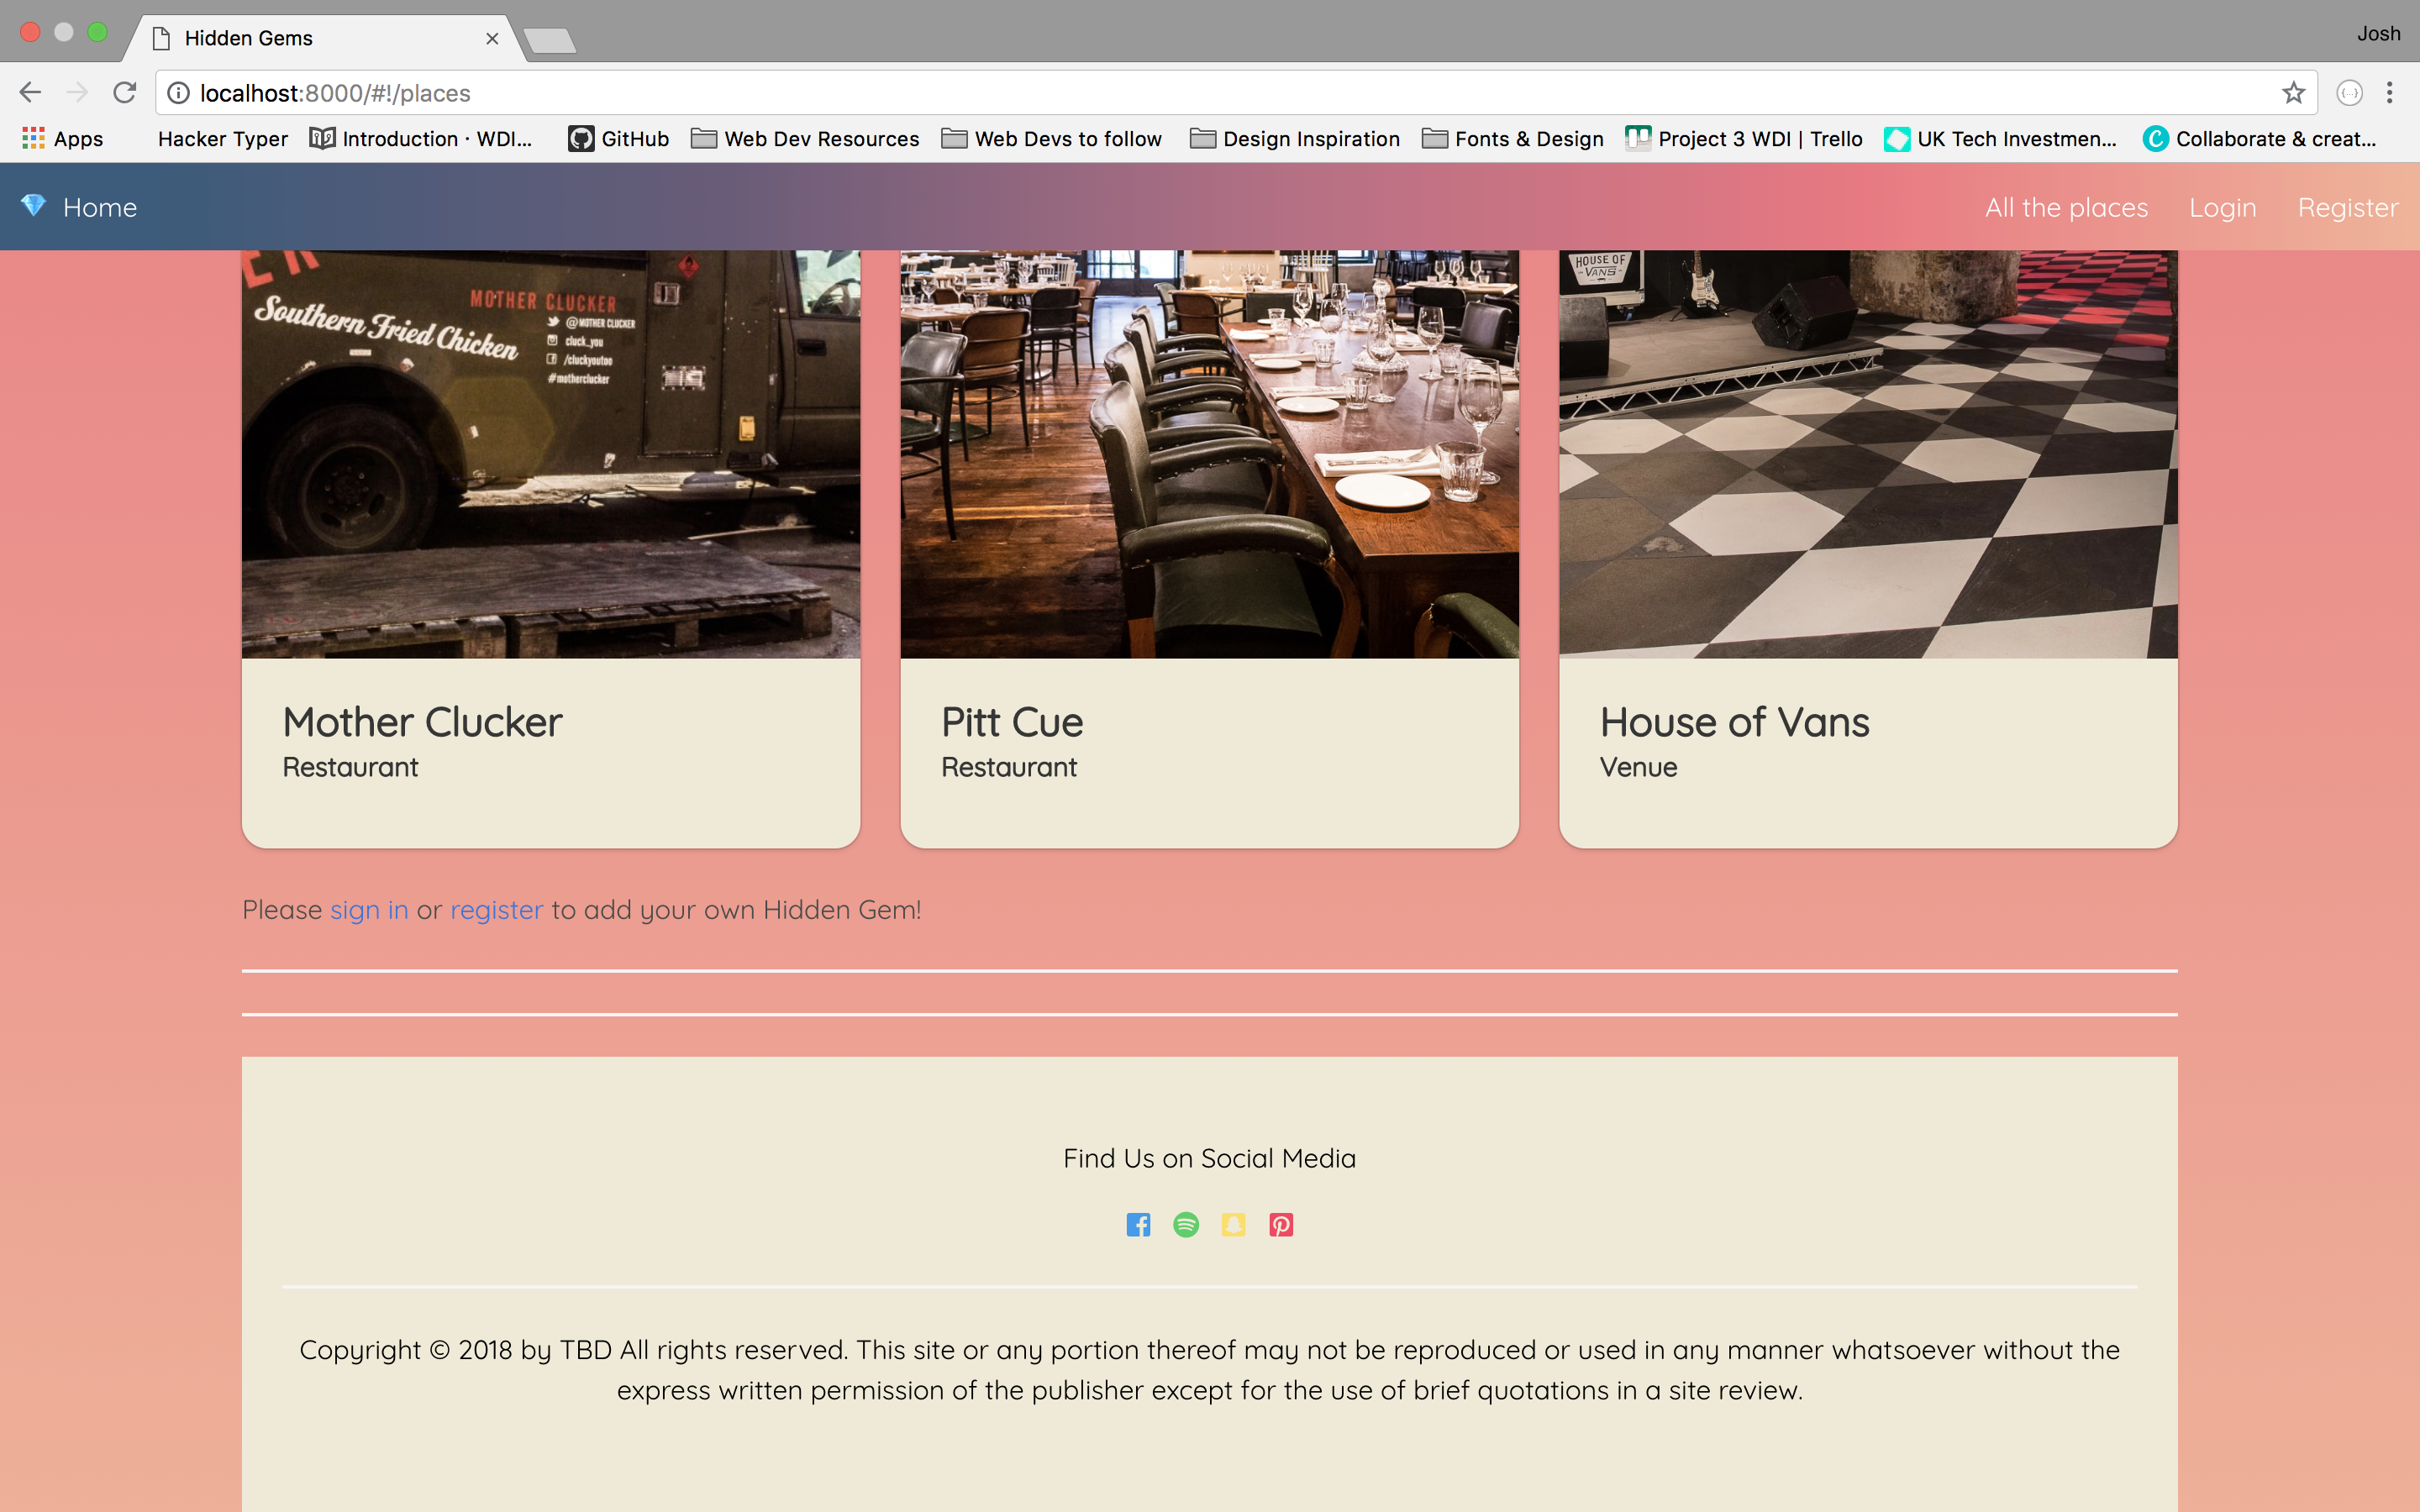 Hidden Gems
Josh
localhost:8000/#!/places
Apps Hacker Typer Introduction · WDI... GitHub Web Dev Resources Web Devs to follow Design Inspiration Fonts & Design Project 3 WDI | Trello UK Tech Investmen... Collaborate & creat...
Home All the places Login Register
ER
Southern Fried Chicken
MOTHER CLUCKER
@MOTHER CLUCKER
cluck_you
/cluckyoutoo
#motherclucker
HOUSE OF
VANS
Mother Clucker
Restaurant
Pitt Cue
Restaurant
House of Vans
Venue
Please sign in or register to add your own Hidden Gem!
Find Us on Social Media
Copyright © 2018 by TBD All rights reserved. This site or any portion thereof may not be reproduced or used in any manner whatsoever without the
express written permission of the publisher except for the use of brief quotations in a site review.